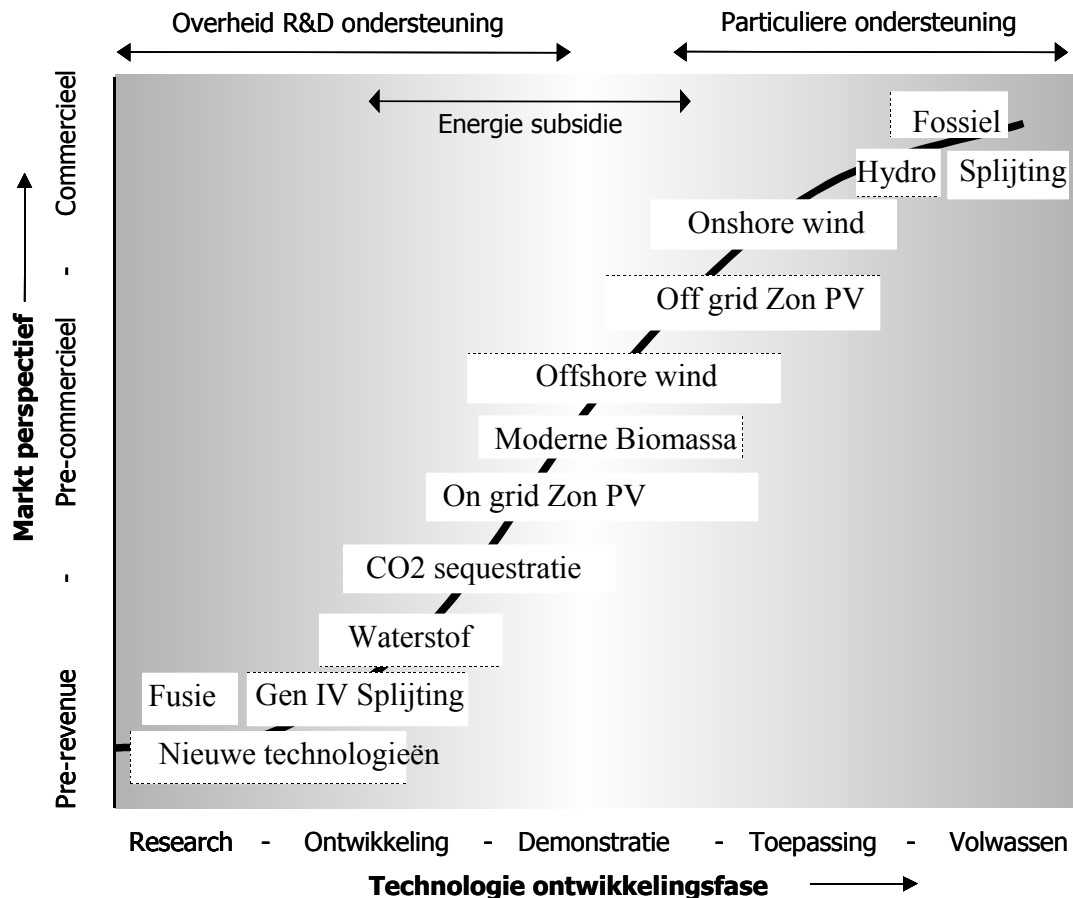 Overheid R&D ondersteuning
Particuliere ondersteuning
Energie subsidie
Commercieel
-
Pre-commercieel
-
Pre-revenue
Markt perspectief
Fossiel
Hydro
Splijting
Onshore wind
Off grid Zon PV
Offshore wind
Moderne Biomassa
On grid Zon PV
CO2 sequestratie
Waterstof
Fusie
Gen IV Splijting
Nieuwe technologieën
Research - Ontwikkeling - Demonstratie - Toepassing - Volwassen
Technologie ontwikkelingsfase